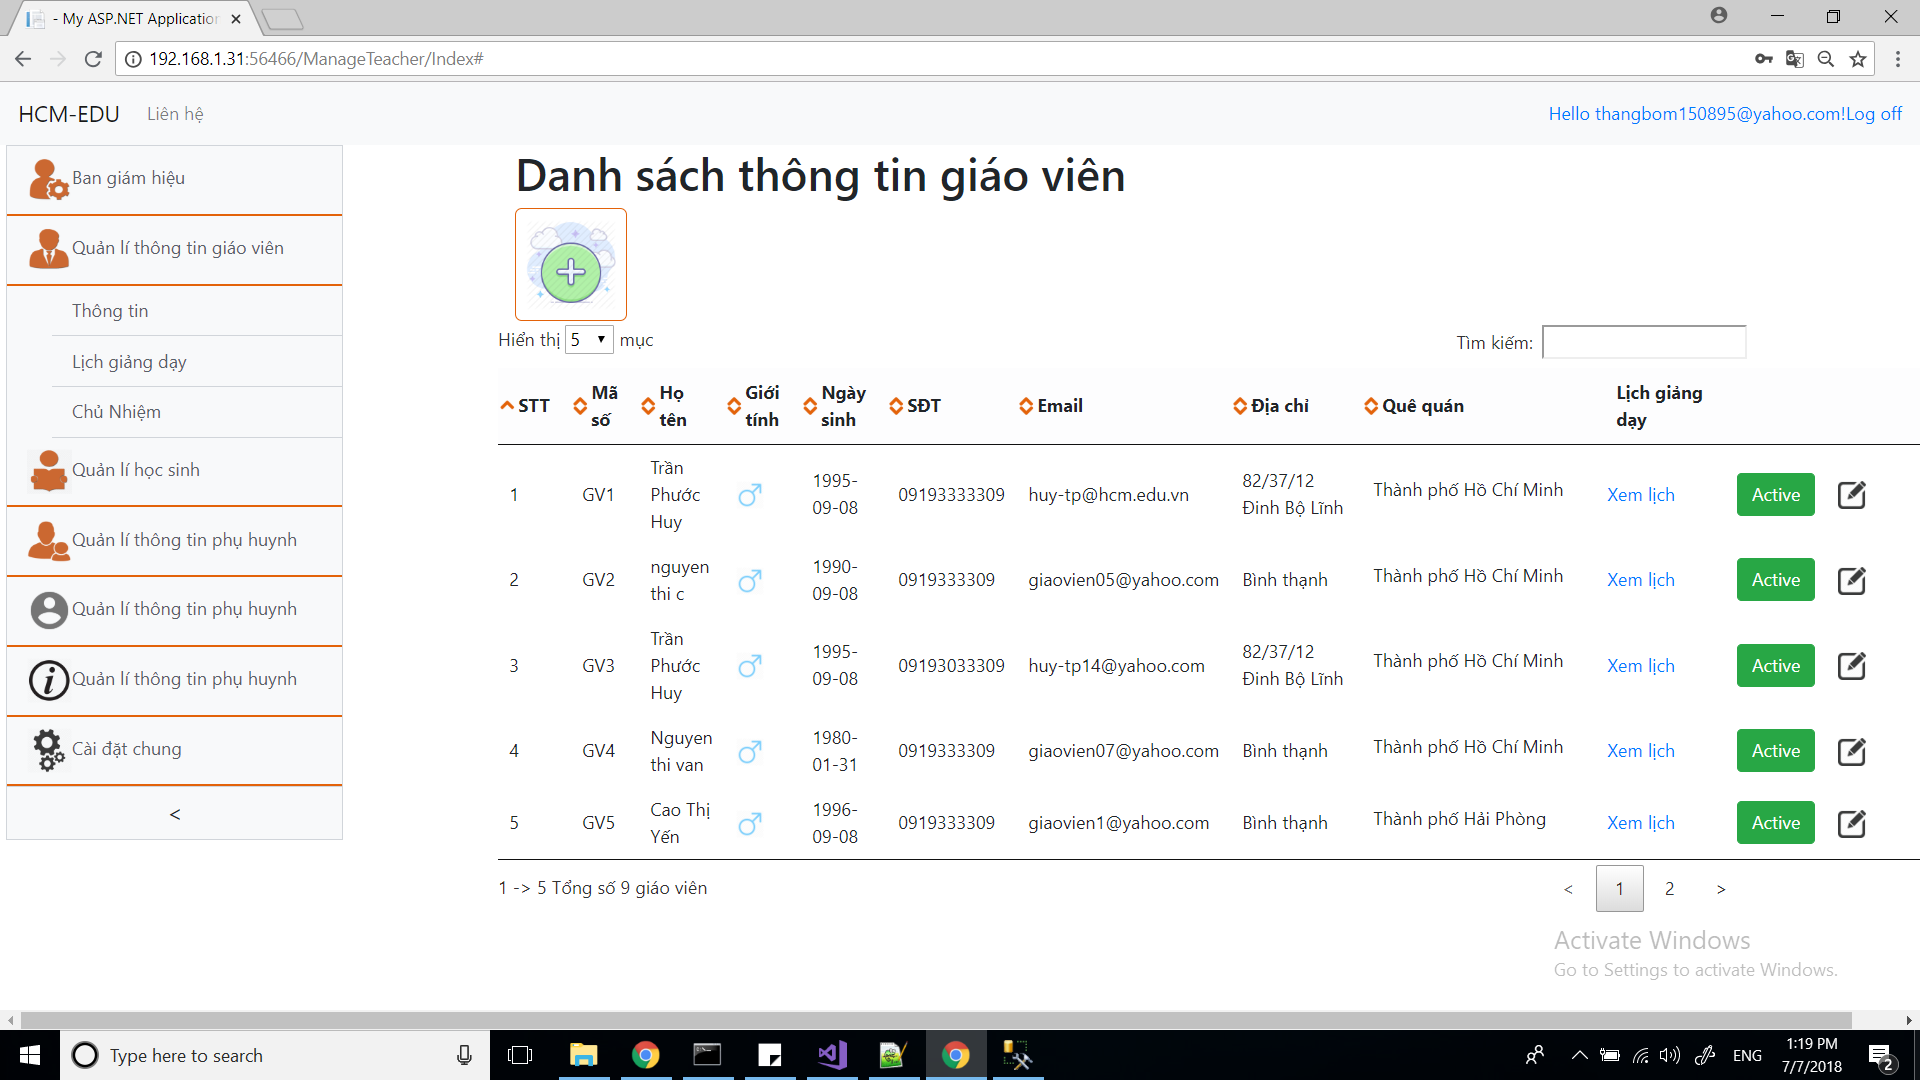 - My ASP.NET Application
192.168.1.31:56466/ManageTeacher/Index#
HCM-EDU Liên hệ Hello thangbom150895@yahoo.com!Log off
Ban giám hiệu
Quản lí thông tin giáo viên
Thông tin
Lịch giảng dạy
Chủ Nhiệm
Quản lí học sinh
Quản lí thông tin phụ huynh
Quản lí thông tin phụ huynh
Quản lí thông tin phụ huynh
Cài đặt chung
<
Danh sách thông tin giáo viên
Hiển thị 5 mục Tìm kiếm:
STT Mã số Họ tên Giới tính Ngày sinh SĐT Email Địa chỉ Quê quán Lịch giảng dạy
1 GV1 Trần Phước Huy 1995-09-08 09193333309 huy-tp@hcm.edu.vn 82/37/12 Đinh Bộ Lĩnh Thành phố Hồ Chí Minh Xem lịch Active
2 GV2 nguyen thi c 1990-09-08 0919333309 giaovien05@yahoo.com Bình thạnh Thành phố Hồ Chí Minh Xem lịch Active
3 GV3 Trần Phước Huy 1995-09-08 09193033309 huy-tp14@yahoo.com 82/37/12 Đinh Bộ Lĩnh Thành phố Hồ Chí Minh Xem lịch Active
4 GV4 Nguyen thi van 1980-01-31 0919333309 giaovien07@yahoo.com Bình thạnh Thành phố Hồ Chí Minh Xem lịch Active
5 GV5 Cao Thị Yến 1996-09-08 0919333309 giaovien1@yahoo.com Bình thạnh Thành phố Hải Phòng Xem lịch Active
1 -> 5 Tổng số 9 giáo viên < 1 2 >
Activate Windows
Go to Settings to activate Windows.
Type here to search
ENG
1:19 PM
7/7/2018
2